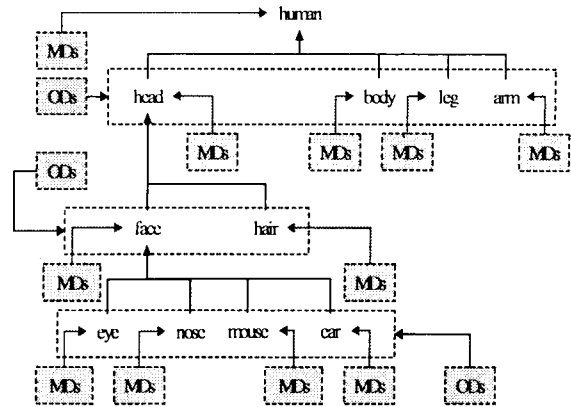 human
MDs
ODs
head
body
leg
arm
MDs
MDs
MDs
MDs
ODs
face
hair
MDs
MDs
eye
nose
mouse
ear
MDs
MDs
MDs
MDs
ODs